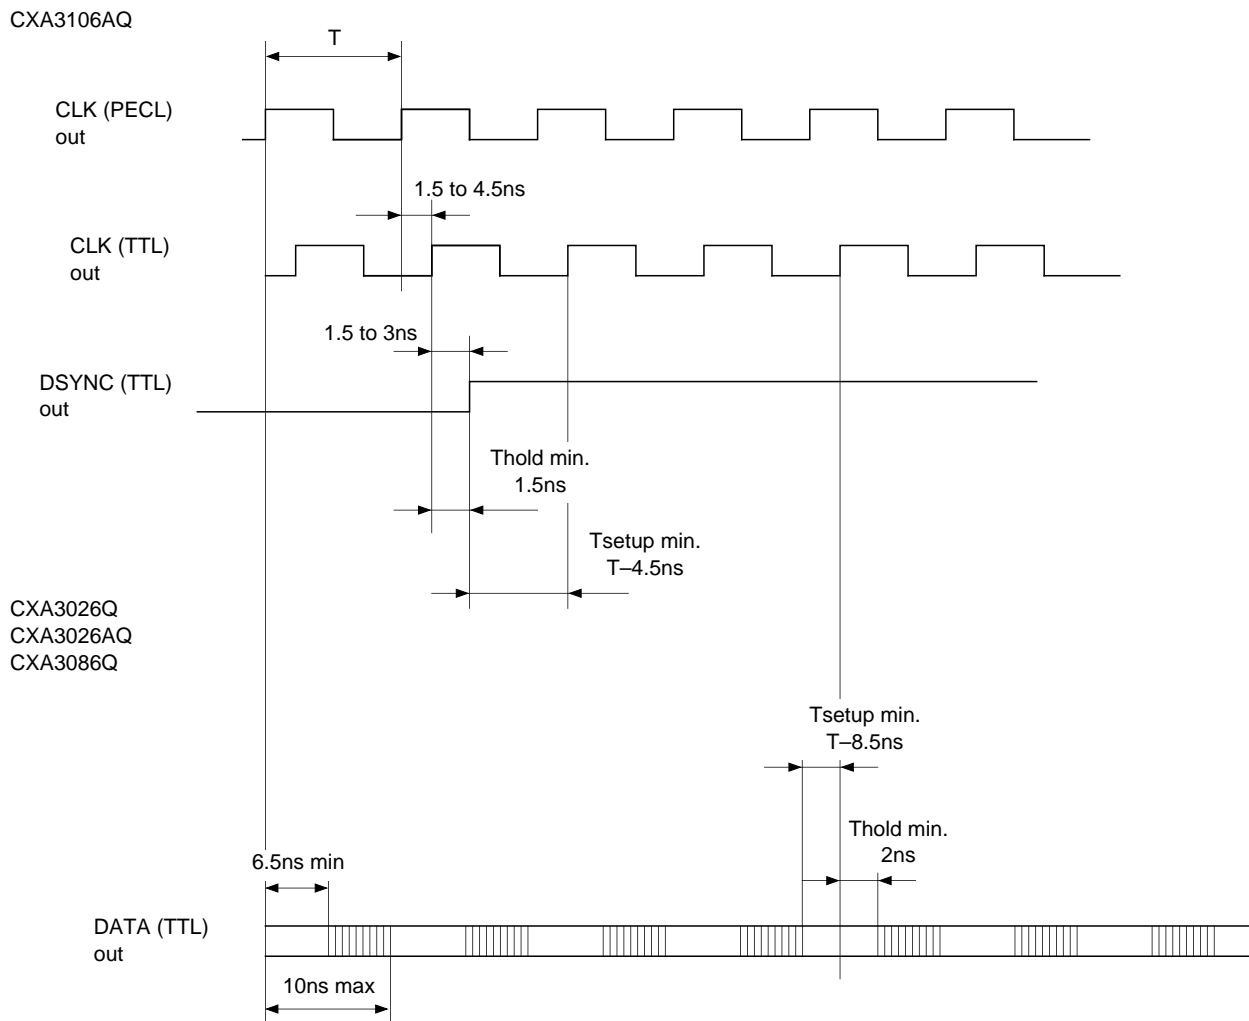 CXA3106AQ
T
CLK (PECL)
out
1.5 to 4.5ns
CLK (TTL)
out
1.5 to 3ns
DSYNC (TTL)
out
Thold min.
1.5ns
Tsetup min.
T–4.5ns
CXA3026Q
CXA3026AQ
CXA3086Q
Tsetup min.
T–8.5ns
Thold min.
2ns
6.5ns min
DATA (TTL)
out
10ns max